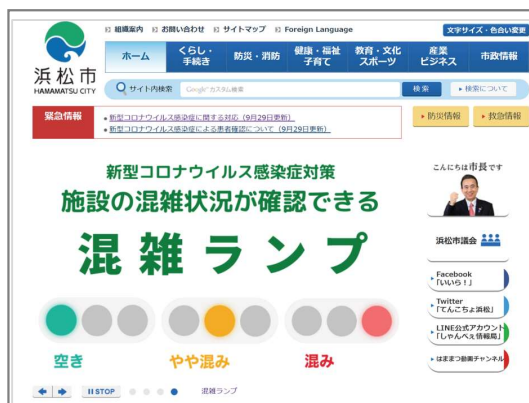 浜松市
HAMAMATSU CITY
組織案内
お問い合わせ
サイトマップ
Foreign Language
文字サイズ・色合い変更
ホーム
くらし・
手続き
防災・消防
健康・福祉
子育て
教育・文化
スポーツ
産業
ビジネス
市政情報
サイト内検索
Google カスタム検索
検索
検索について
緊急情報
新型コロナウイルス感染症に関する対応（9月29日更新）
新型コロナウイルス感染症による患者確認について（9月29日更新）
防災情報
救急情報
新型コロナウイルス感染症対策
施設の混雑状況が確認できる
混雑ランプ
空き
やや混み
混み
STOP
混雑ランプ
こんにちは市長です
浜松市議会
Facebook
「いいら！」
Twitter
「てんこちょ浜松」
LINE公式アカウント
「しゃんべぇ情報局」
はままつ動画チャンネル